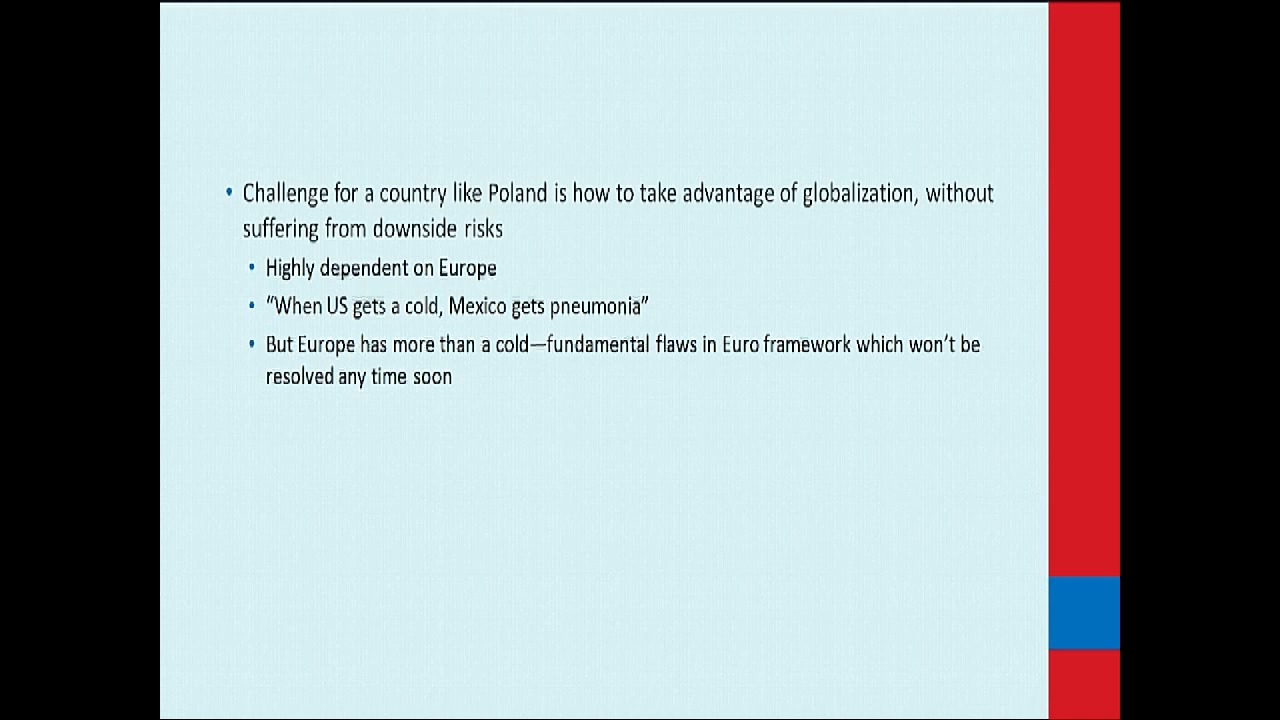 • Challenge for a country like Poland is how to take advantage of globalization, without
suffering from downside risks
• Highly dependent on Europe
• “When US gets a cold, Mexico gets pneumonia”
• But Europe has more than a cold—fundamental flaws in Euro framework which won’t be
resolved any time soon